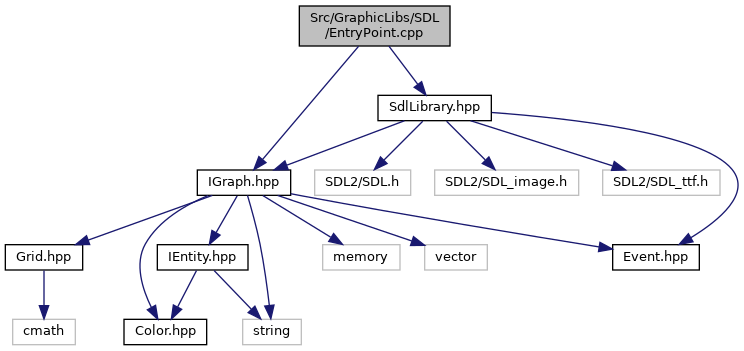 Src/GraphicLibs/SDL
/EntryPoint.cpp
SdlLibrary.hpp
IGraph.hpp
SDL2/SDL.h
SDL2/SDL_image.h
SDL2/SDL_ttf.h
Grid.hpp
IEntity.hpp
memory
vector
Event.hpp
cmath
Color.hpp
string